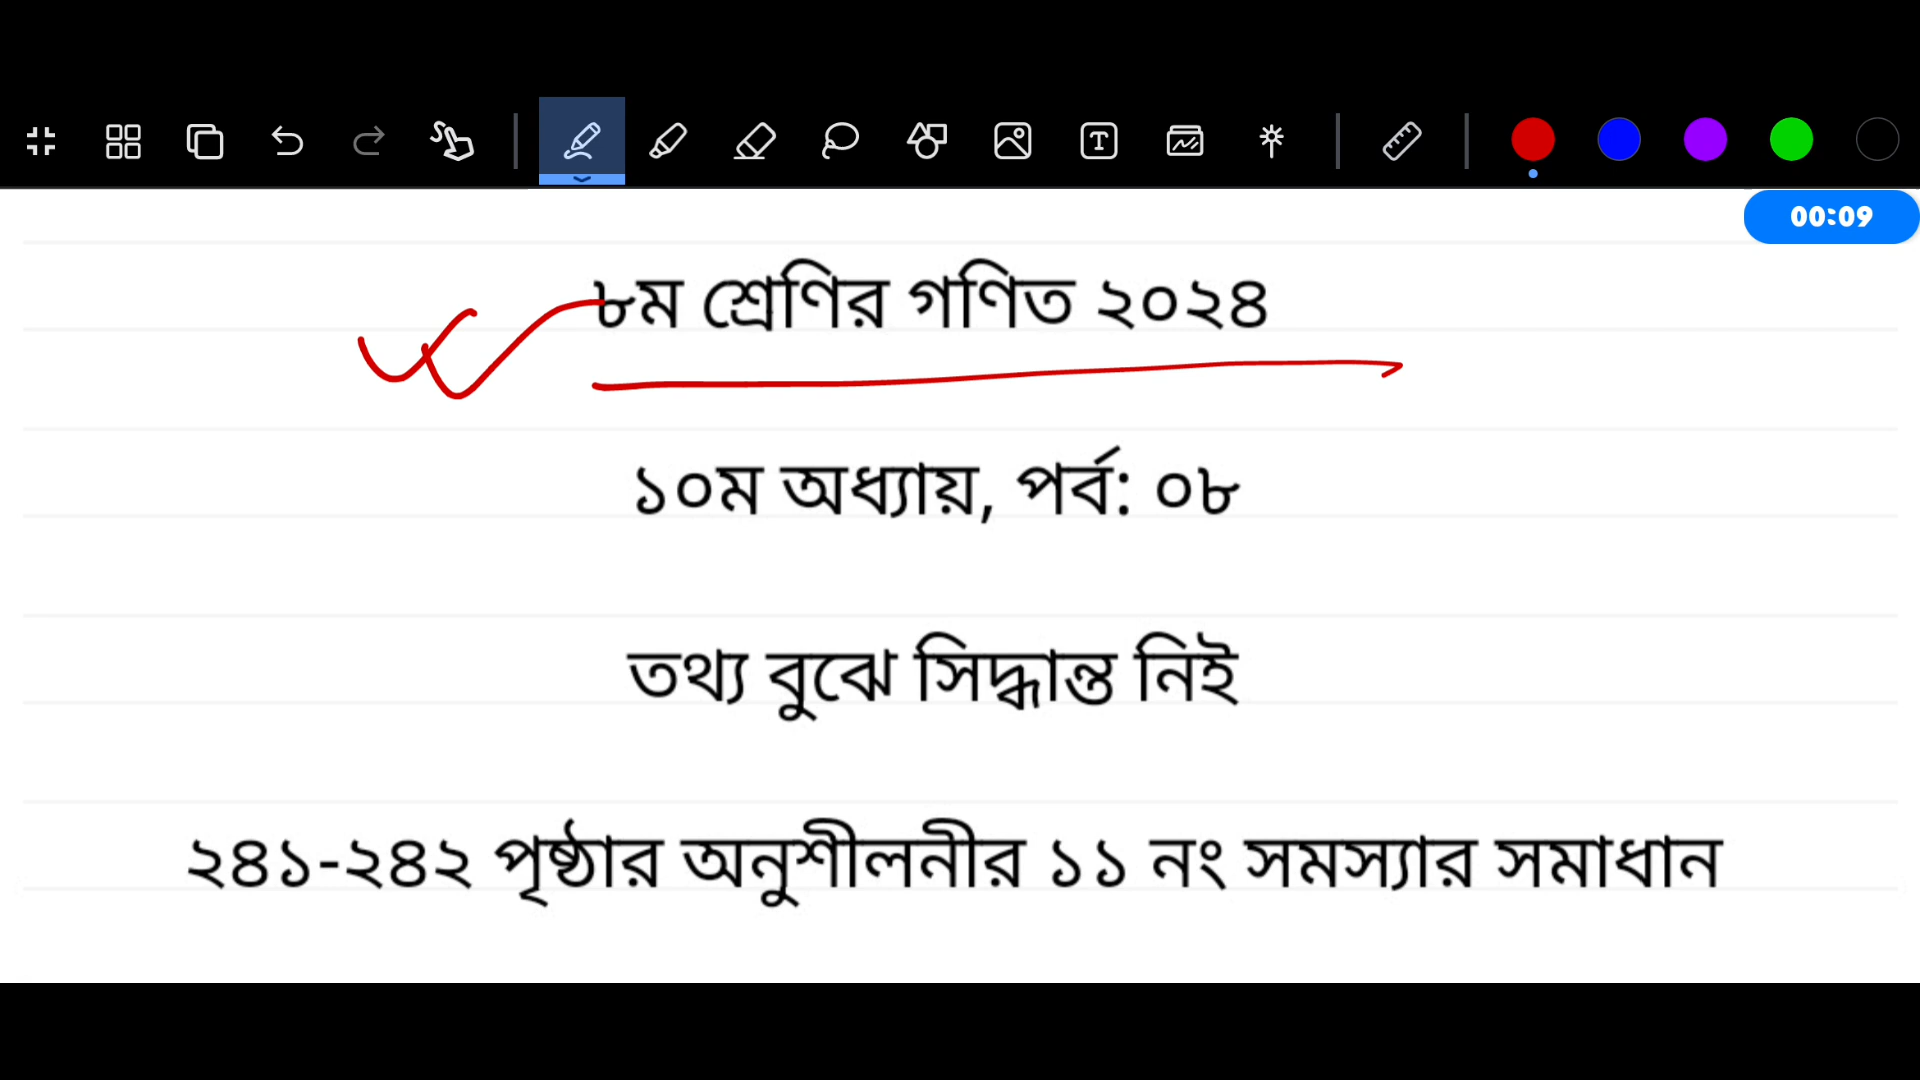 00:09
৮ম শ্রেণির গণিত ২০২৪
১০ম অধ্যায়, পর্ব: ০৮
তথ্য বুঝে সিদ্ধান্ত নিই
২৪১-২৪২ পৃষ্ঠার অনুশীলনীর ১১ নং সমস্যার সমাধান